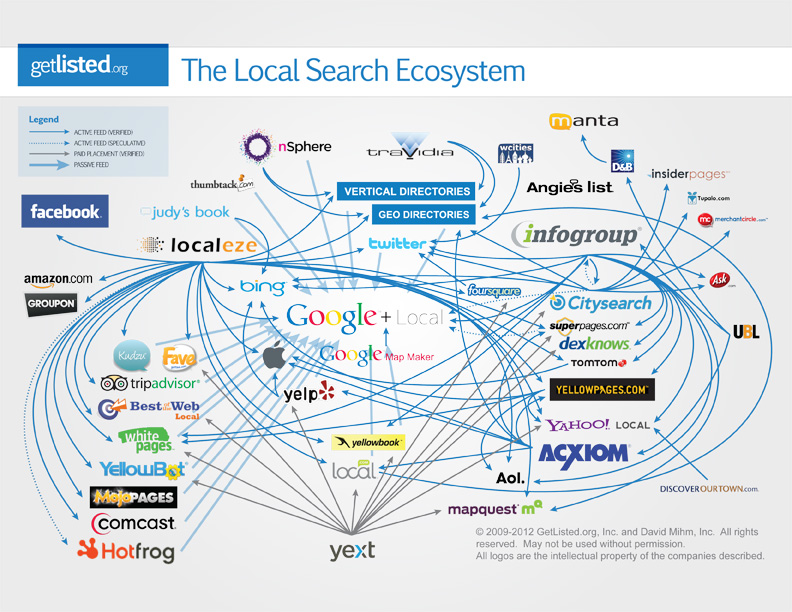 getlisted.org
The Local Search Ecosystem
Legend
ACTIVE FEED (VERIFIED)
ACTIVE FEED (SPECULATIVE)
PAID PLACEMENT (VERIFIED)
PASSIVE FEED
nSphere
travidia
wcities
manta
D&B
insiderpages
thumbtack.com
VERTICAL DIRECTORIES
Angie's list
Tupalo.com
facebook
judy's book
GEO DIRECTORIES
mc merchantcircle.com
localeze
twitter
infogroup
amazon.com
bing
foursquare
Ask.com
GROUPON
Google + Local
Citysearch
superpages.com
UBL
Kudzu
Fave
Google Map Maker
dexknows
TOMTOM
tripadvisor
yelp
YELLOWPAGES.COM
Best of the Web
Local
white pages
yellowbook
YAHOO! LOCAL
YellowBot
local
ACXIOM
MojoPAGES
Aol.
DISCOVEROURTOWN.com
comcast
mapquest mq
Hotfrog
yext
© 2009-2012 GetListed.org, Inc. and David Mihm, Inc. All rights
reserved. May not be used without permission.
All logos are the intellectual property of the companies described.